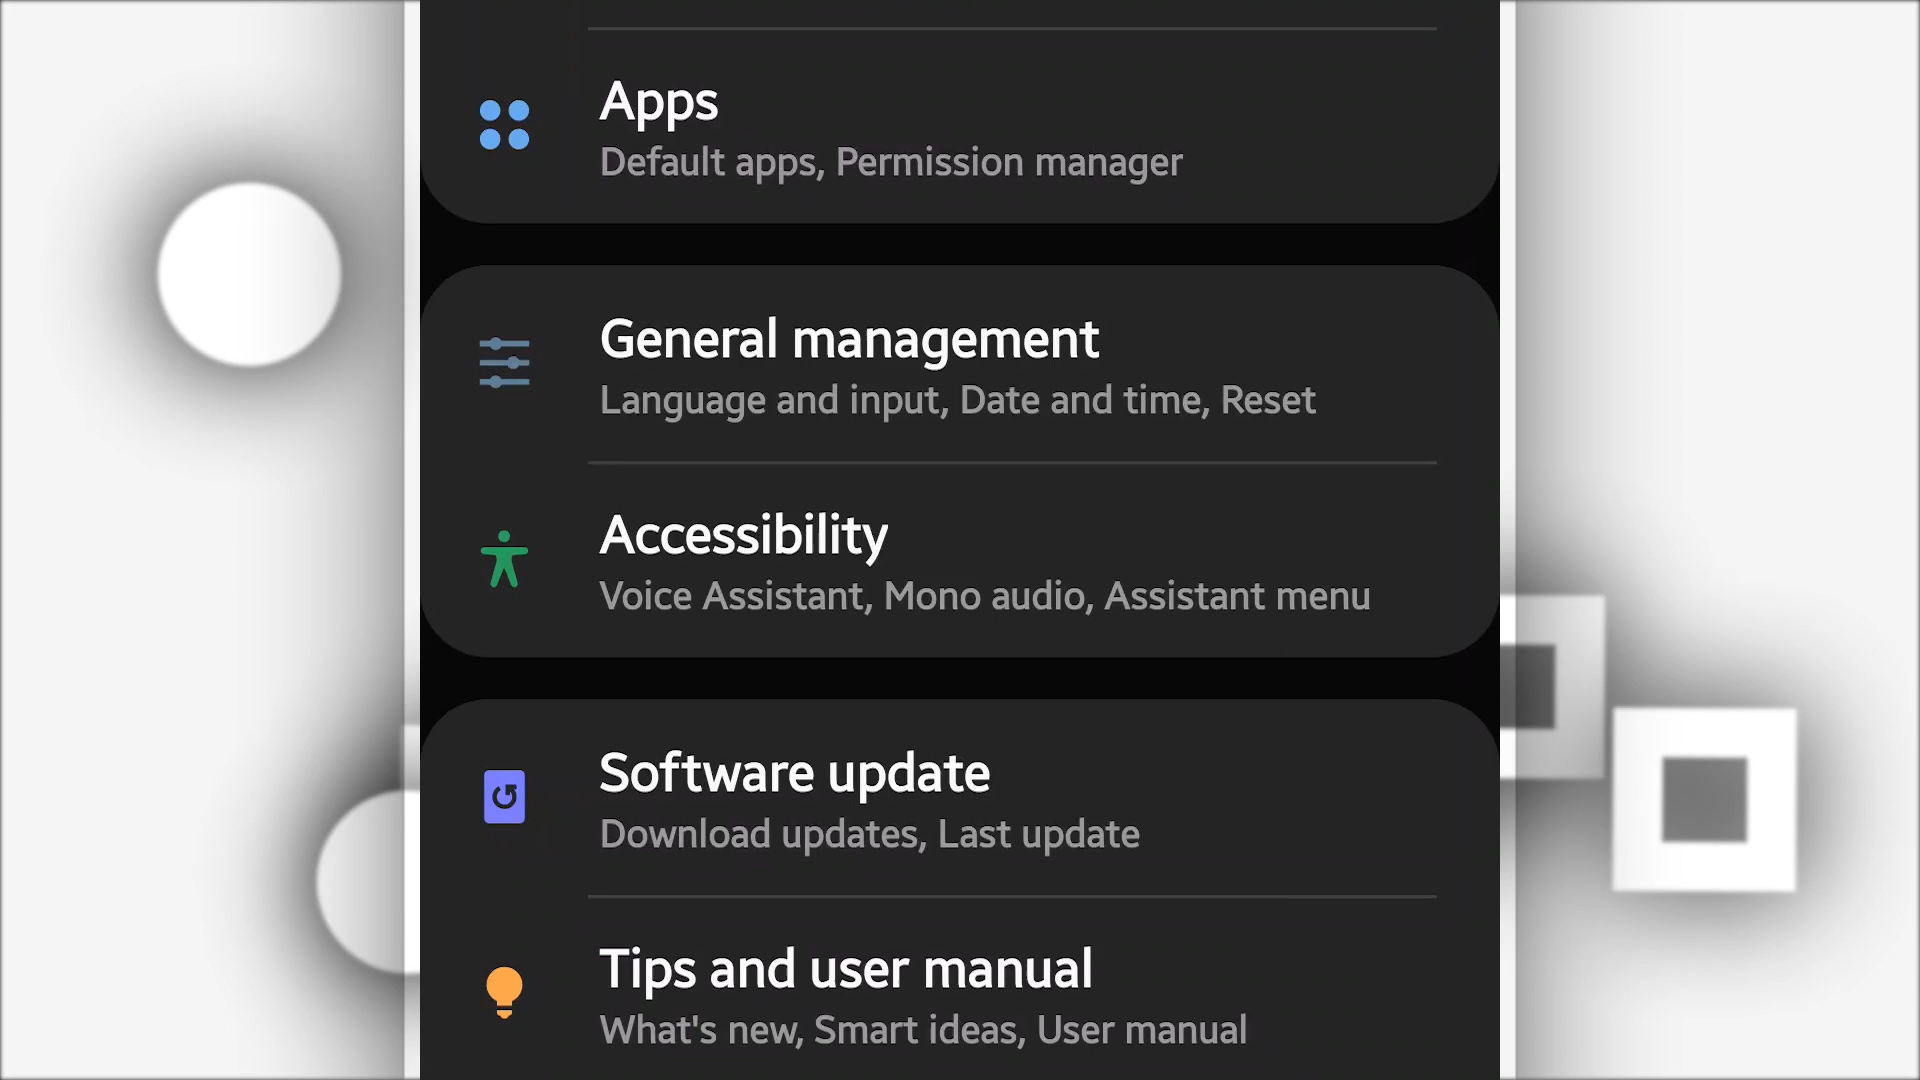 Apps
Default apps, Permission manager
General management
Language and input, Date and time, Reset
Accessibility
Voice Assistant, Mono audio, Assistant menu
Software update
Download updates, Last update
Tips and user manual
What's new, Smart ideas, User manual